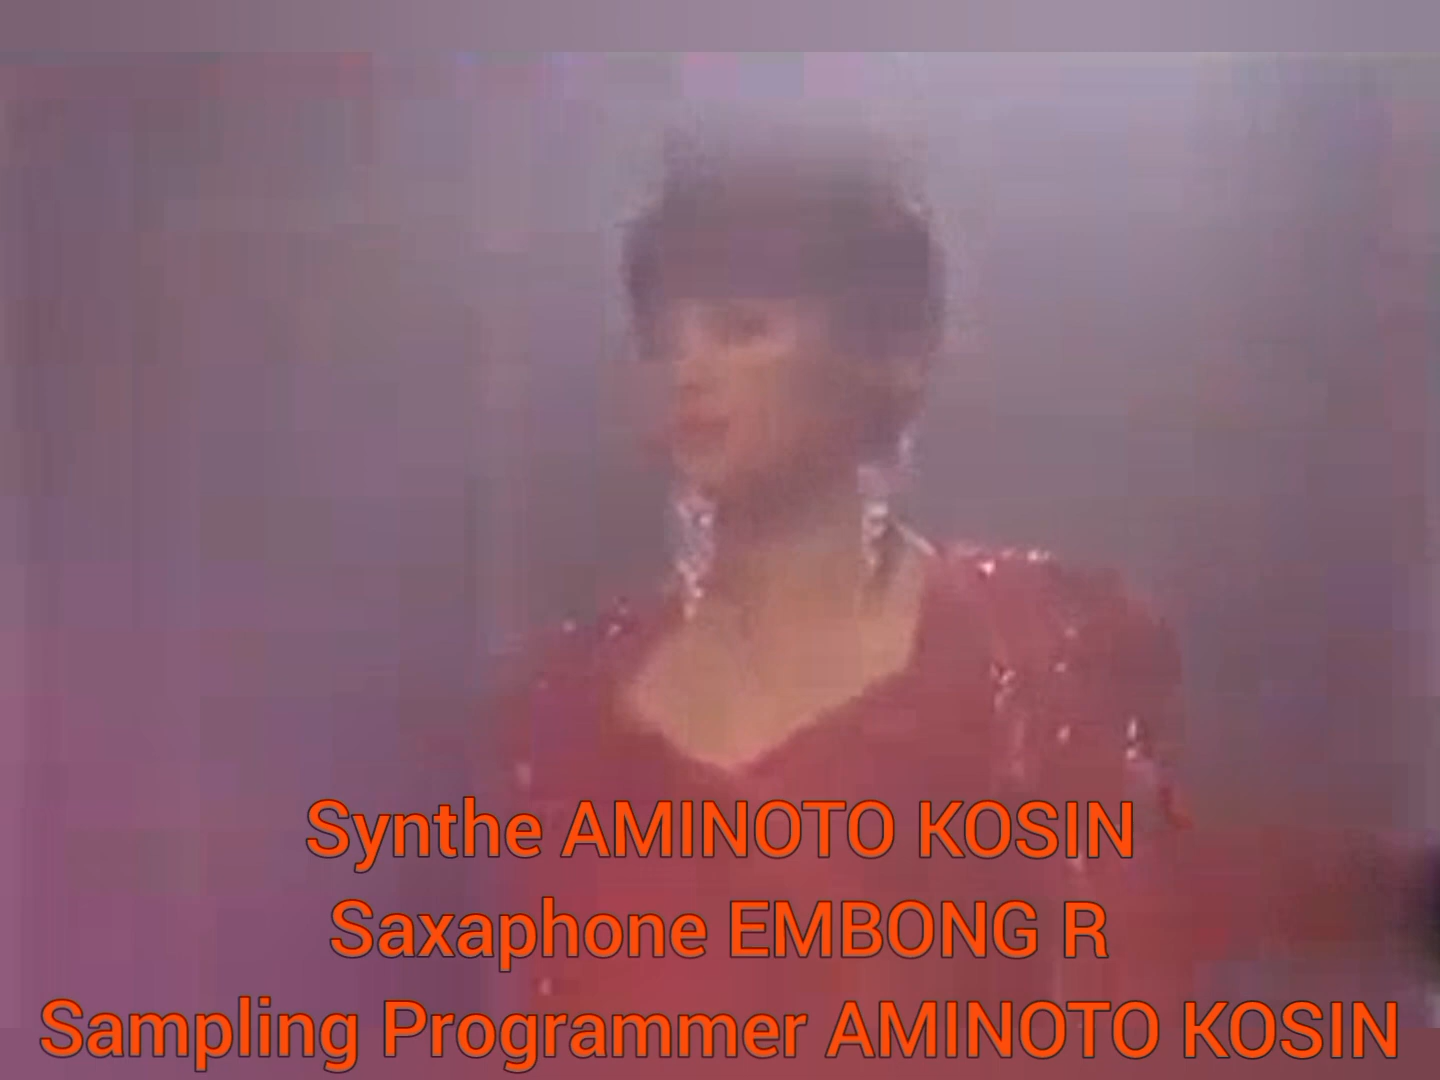 Synthe AMINOTO KOSIN
Saxaphone EMBONG R
Sampling Programmer AMINOTO KOSIN